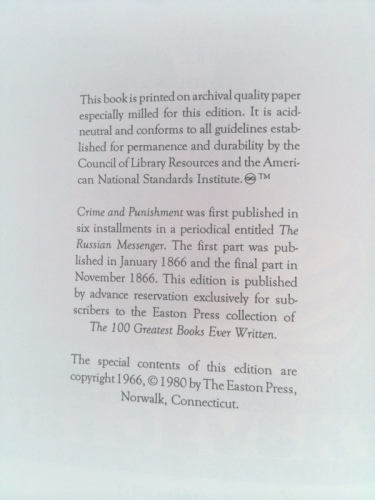 This book is printed on archival quality paper
especially milled for this edition. It is acid-
neutral and conforms to all guidelines estab-
lished for permanence and durability by the
Council of Library Resources and the Ameri-
can National Standards Institute. ♾ ™
Crime and Punishment was first published in
six installments in a periodical entitled The
Russian Messenger. The first part was pub-
lished in January 1866 and the final part in
November 1866. This edition is published
by advance reservation exclusively for sub-
scribers to the Easton Press collection of
The 100 Greatest Books Ever Written.
The special contents of this edition are
copyright 1966, © 1980 by The Easton Press,
Norwalk, Connecticut.